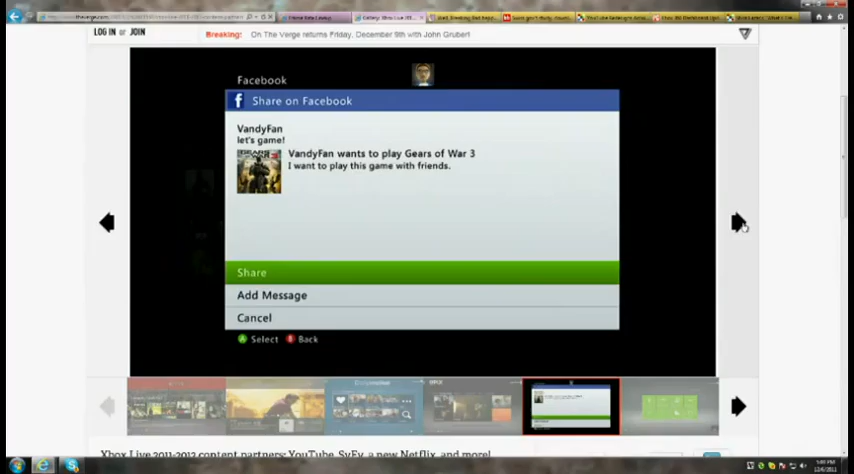 LOG IN or JOIN
Breaking: On The Verge returns Friday, December 9th with John Gruber!
Facebook
f Share on Facebook
VandyFan
let's game!
VandyFan wants to play Gears of War 3
I want to play this game with friends.
Share
Add Message
Cancel
A Select B Back
Xbox Live 2011-2012 content partners: YouTube, SyFy, a new Netflix, and more!